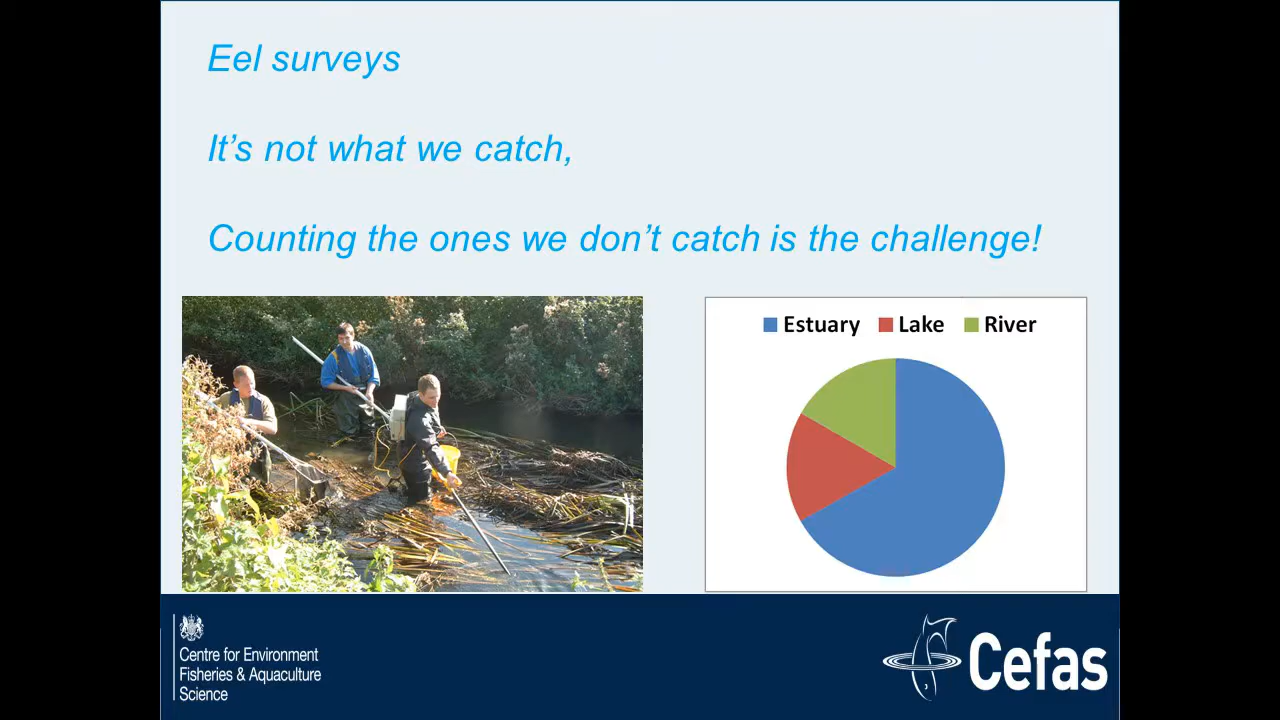 Eel surveys
It's not what we catch,
Counting the ones we don't catch is the challenge!
Estuary Lake River
Centre for Environment
Fisheries & Aquaculture
Science
Cefas